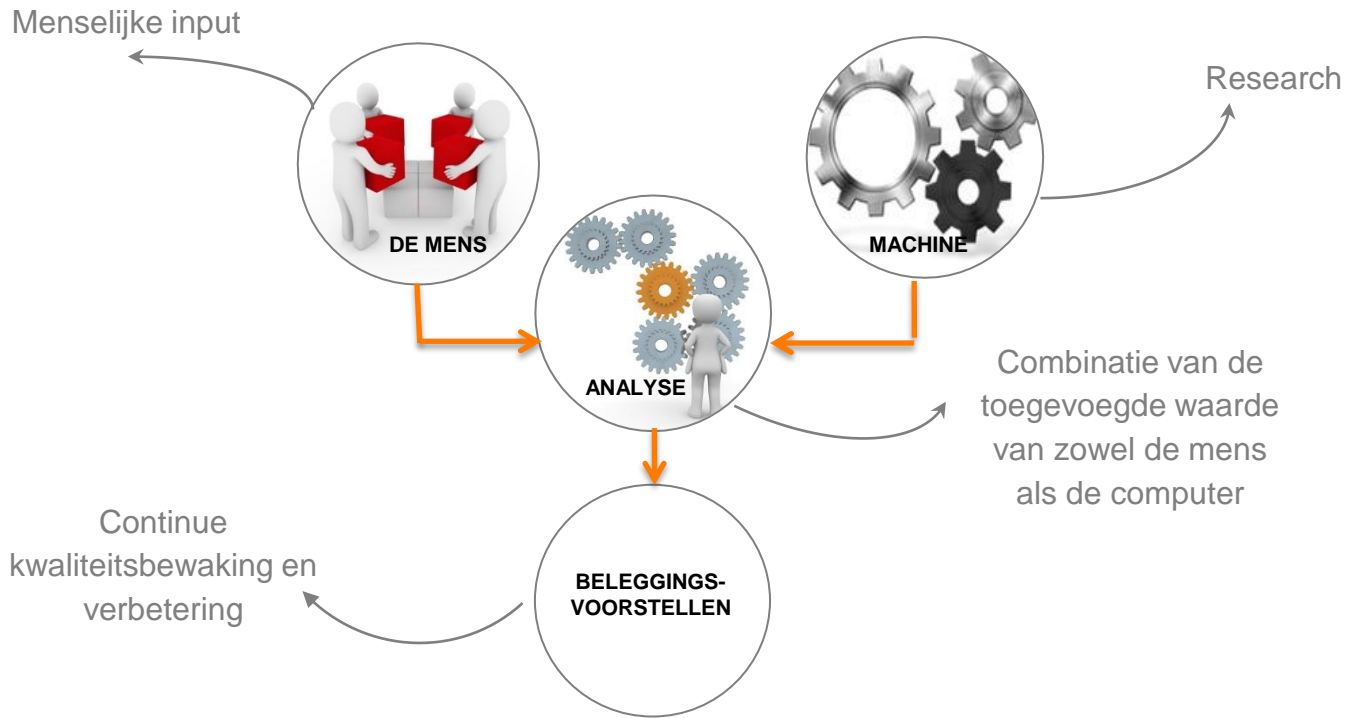 Menselijke input
Research
DE MENS
MACHINE
ANALYSE
Combinatie van de
toegevoegde waarde
van zowel de mens
als de computer
Continue
kwaliteitsbewaking en
verbetering
BELEGGINGS-
VOORSTELLEN